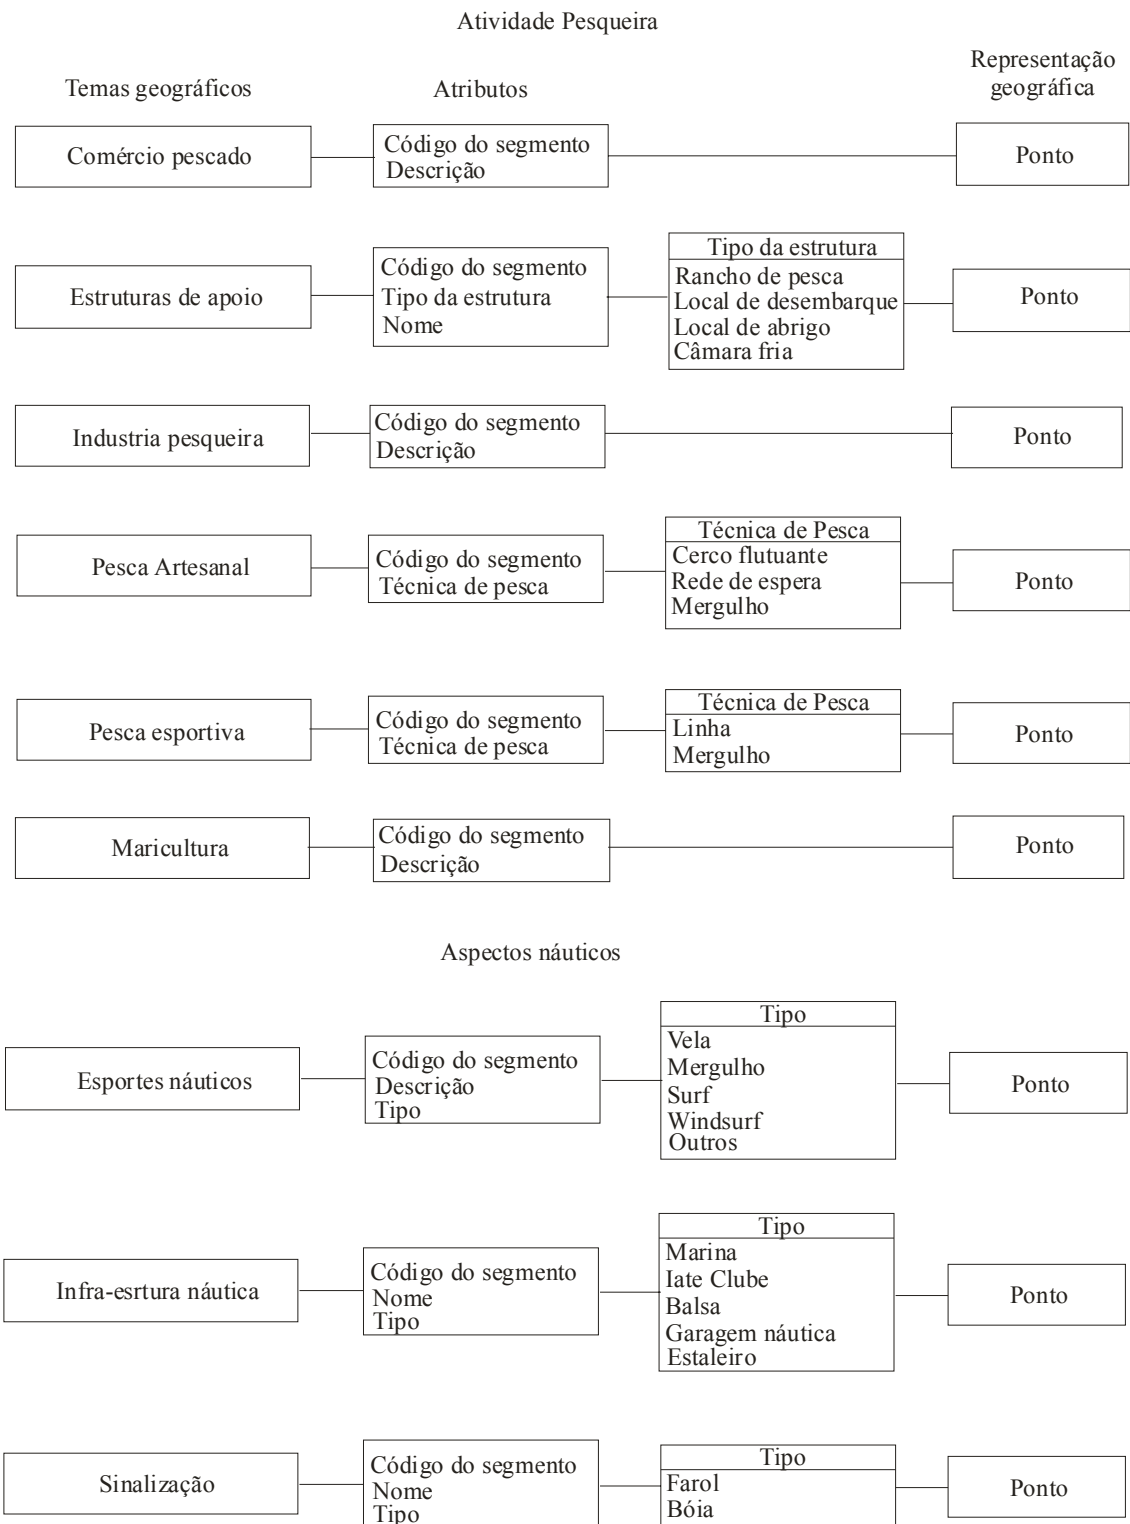 Atividade Pesqueira
Temas geográficos
Atributos
Representação
geográfica
Comércio pescado
Código do segmento
Descrição
Ponto
Estruturas de apoio
Código do segmento
Tipo da estrutura
Nome
Tipo da estrutura
Rancho de pesca
Local de desembarque
Local de abrigo
Câmara fria
Ponto
Industria pesqueira
Código do segmento
Descrição
Ponto
Pesca Artesanal
Código do segmento
Técnica de pesca
Técnica de Pesca
Cerco flutuante
Rede de espera
Mergulho
Ponto
Pesca esportiva
Código do segmento
Técnica de pesca
Técnica de Pesca
Linha
Mergulho
Ponto
Maricultura
Código do segmento
Descrição
Ponto
Aspectos náuticos
Esportes náuticos
Código do segmento
Descrição
Tipo
Tipo
Vela
Mergulho
Surf
Windsurf
Outros
Ponto
Infra-esrtura náutica
Código do segmento
Nome
Tipo
Tipo
Marina
Iate Clube
Balsa
Garagem náutica
Estaleiro
Ponto
Sinalização
Código do segmento
Nome
Tipo
Tipo
Farol
Bóia
Ponto